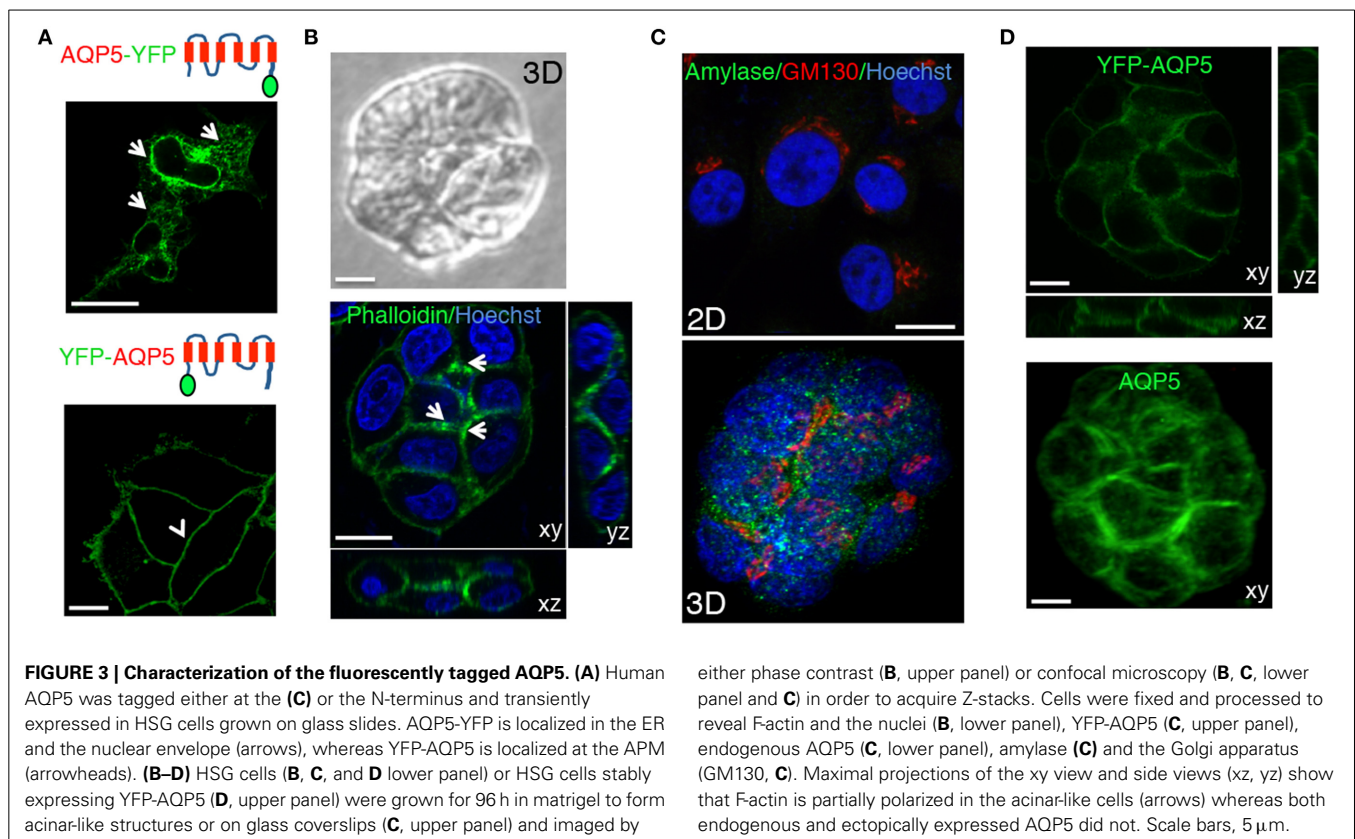 A
AQP5-YFP
YFP-AQP5
B
3D
Phalloidin/Hoechst
xy
yz
xz
C
Amylase/GM130/Hoechst
2D
3D
D
YFP-AQP5
xy
yz
xz
AQP5
xy
FIGURE 3 | Characterization of the fluorescently tagged AQP5. (A) Human
AQP5 was tagged either at the (C) or the N-terminus and transiently
expressed in HSG cells grown on glass slides. AQP5-YFP is localized in the ER
and the nuclear envelope (arrows), whereas YFP-AQP5 is localized at the APM
(arrowheads). (B–D) HSG cells (B, C, and D lower panel) or HSG cells stably
expressing YFP-AQP5 (D, upper panel) were grown for 96 h in matrigel to form
acinar-like structures or on glass coverslips (C, upper panel) and imaged by
either phase contrast (B, upper panel) or confocal microscopy (B, C, lower
panel and C) in order to acquire Z-stacks. Cells were fixed and processed to
reveal F-actin and the nuclei (B, lower panel), YFP-AQP5 (C, upper panel),
endogenous AQP5 (C, lower panel), amylase (C) and the Golgi apparatus
(GM130, C). Maximal projections of the xy view and side views (xz, yz) show
that F-actin is partially polarized in the acinar-like cells (arrows) whereas both
endogenous and ectopically expressed AQP5 did not. Scale bars, 5 μm.